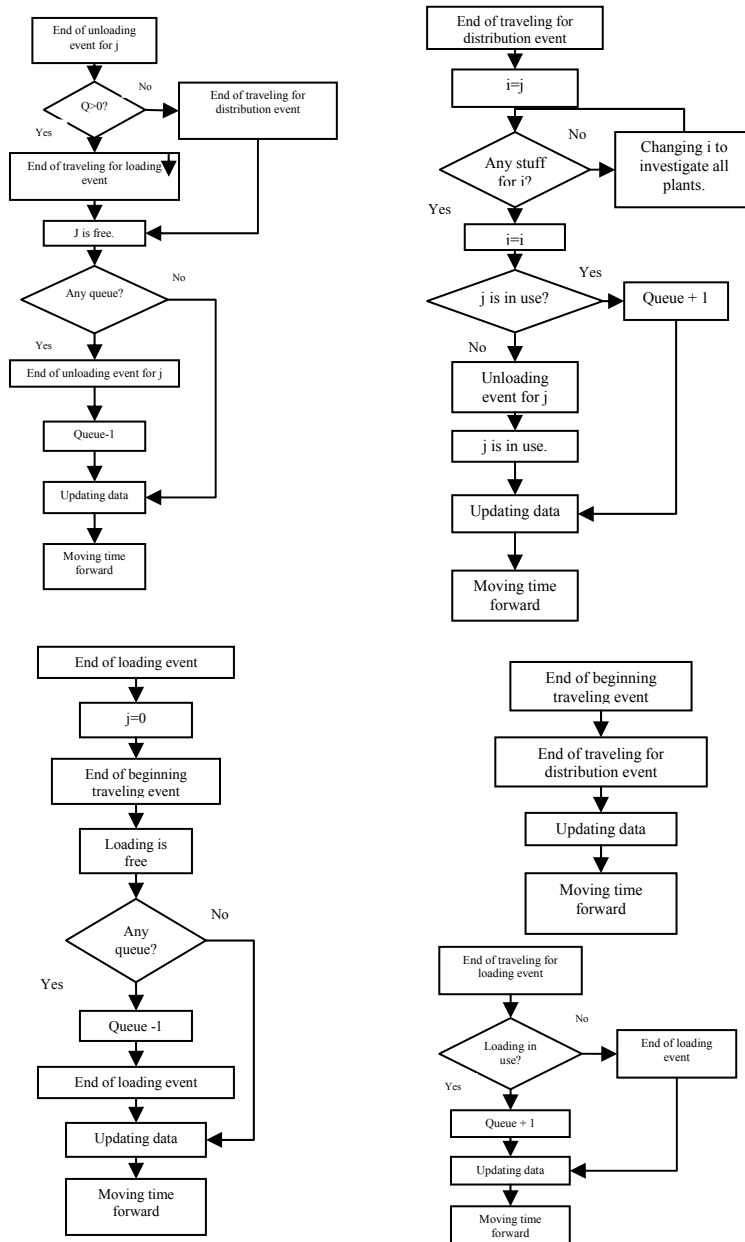 End of unloading
event for j
Q>0?
No
End of traveling for
distribution event
Yes
End of traveling for loading
event
J is free.
Any queue?
No
Yes
End of unloading event for j
Queue-1
Updating data
Moving time
forward
End of traveling for
distribution event
i=j
Any stuff
for i?
No
Changing i to
investigate all
plants.
Yes
i=i
j is in use?
Yes
Queue + 1
No
Unloading
event for j
j is in use.
Updating data
Moving time
forward
End of loading event
j=0
End of beginning
traveling event
Loading is
free
Any
queue?
No
Yes
Queue -1
End of loading event
Updating data
Moving time
forward
End of beginning
traveling event
End of traveling for
distribution event
Updating data
Moving time
forward
End of traveling for
loading event
Loading in
use?
No
End of loading
event
Yes
Queue + 1
Updating data
Moving time
forward